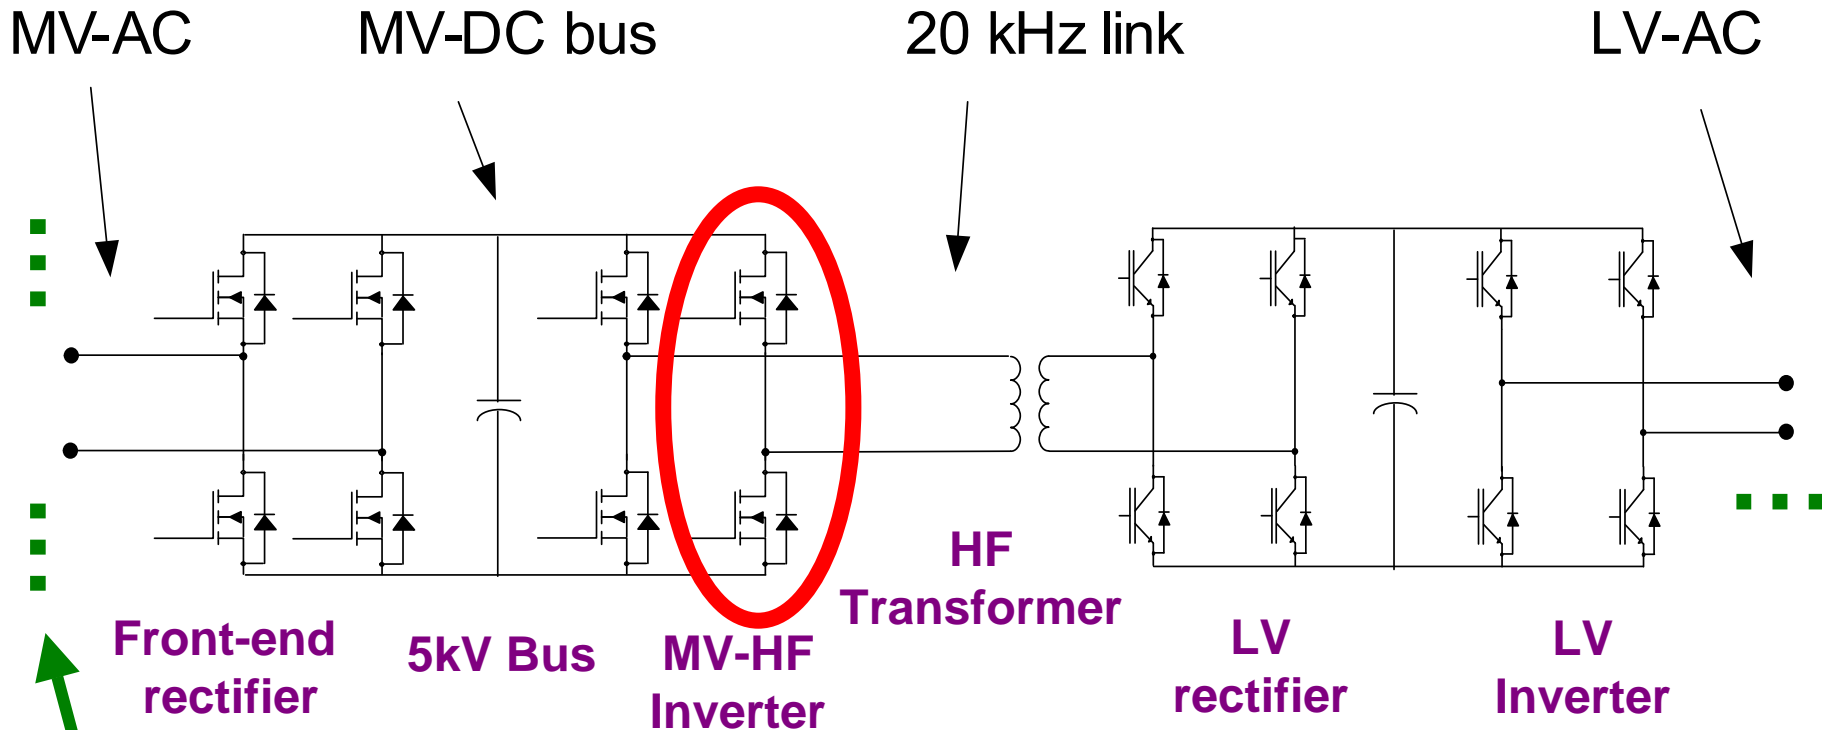 MV-AC
MV-DC bus
20 kHz link
LV-AC
Front-end
rectifier
5kV Bus
MV-HF
Inverter
HF
Transformer
LV
rectifier
LV
Inverter